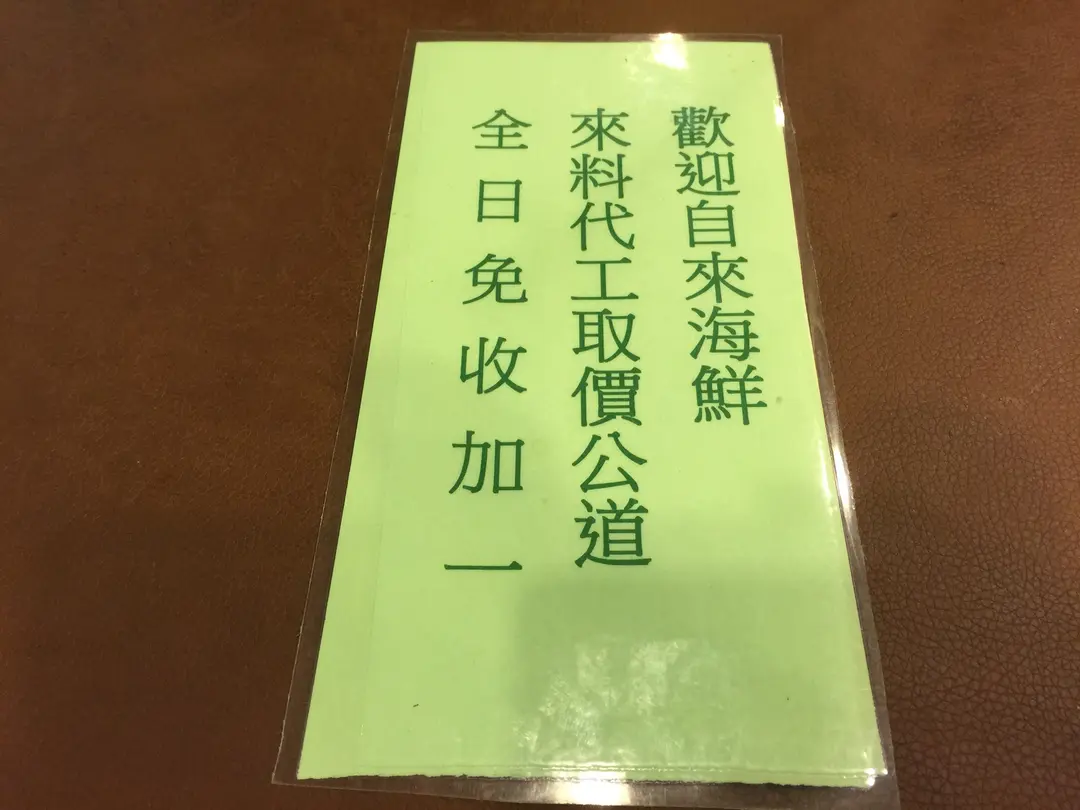 歡迎自來海鮮
來料代工取價公道
全日免收加一